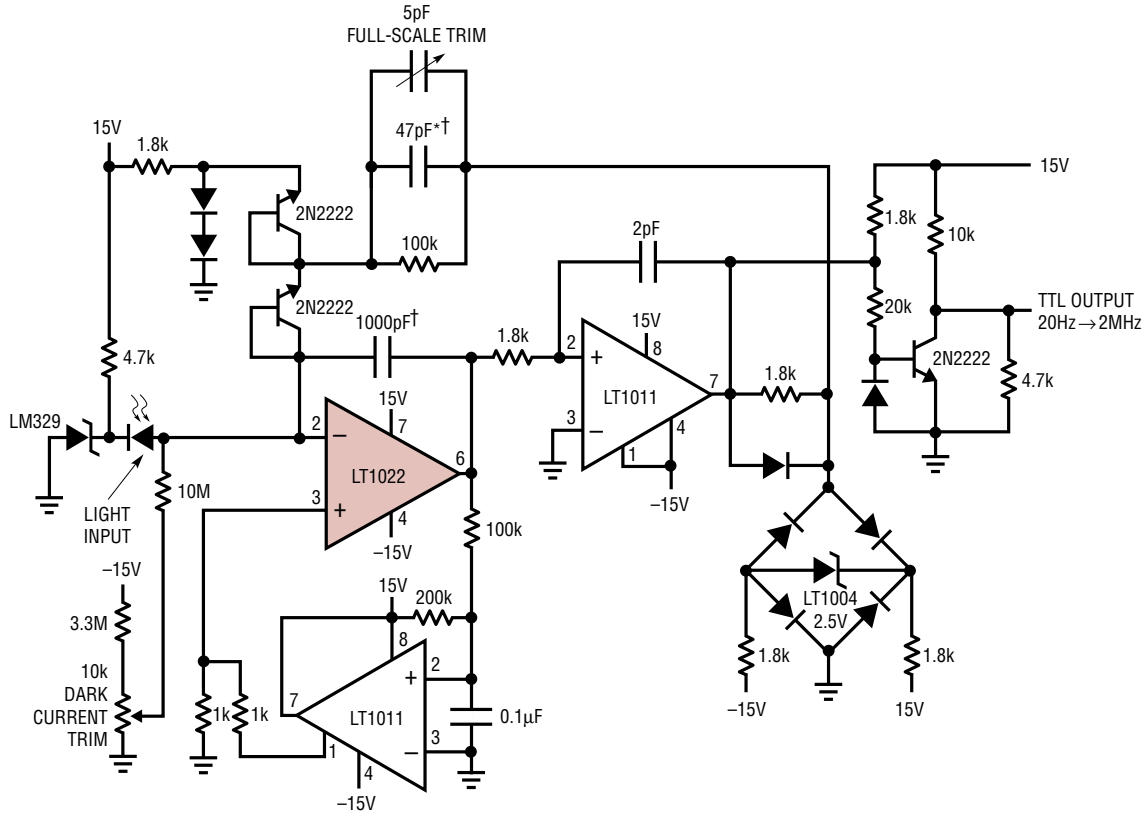 5pF
FULL-SCALE TRIM
15V
1.8k
47pF*†
15V
2N2222
1.8k
10k
100k
2pF
2N2222
20k
TTL OUTPUT
20Hz→2MHz
1000pF†
1.8k
15V
2
+
8
2N2222
4.7k
4.7k
LT1011
7
1.8k
LM329
15V
7
2
–
3
–
4
1
6
LT1022
–15V
10M
3
+
LIGHT
INPUT
4
–15V
100k
–15V
15V
200k
LT1004
2.5V
3.3M
8
1.8k
1.8k
2
+
10k
DARK
CURRENT
TRIM
7
LT1011
0.1µF
–15V
15V
1k
1k
1
3
–
4
–15V